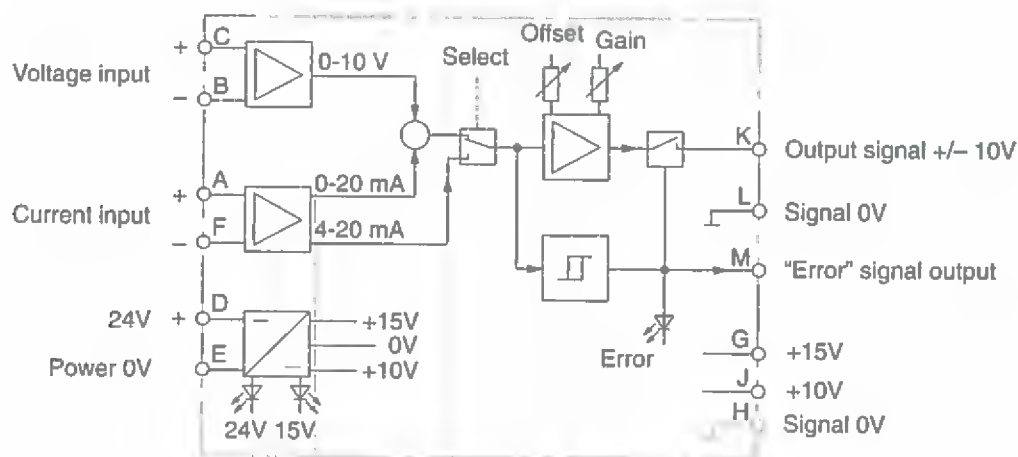 Offset
Gain
+ C
Voltage input
0-10 V
Select
− B
K
Output signal +/− 10V
+ A
0-20 mA
L
Signal 0V
Current input
− F
4-20 mA
M
"Error" signal output
24V + D
+15V
0V
Power 0V E
+10V
Error
G
+15V
J
+10V
H
Signal 0V
24V 15V